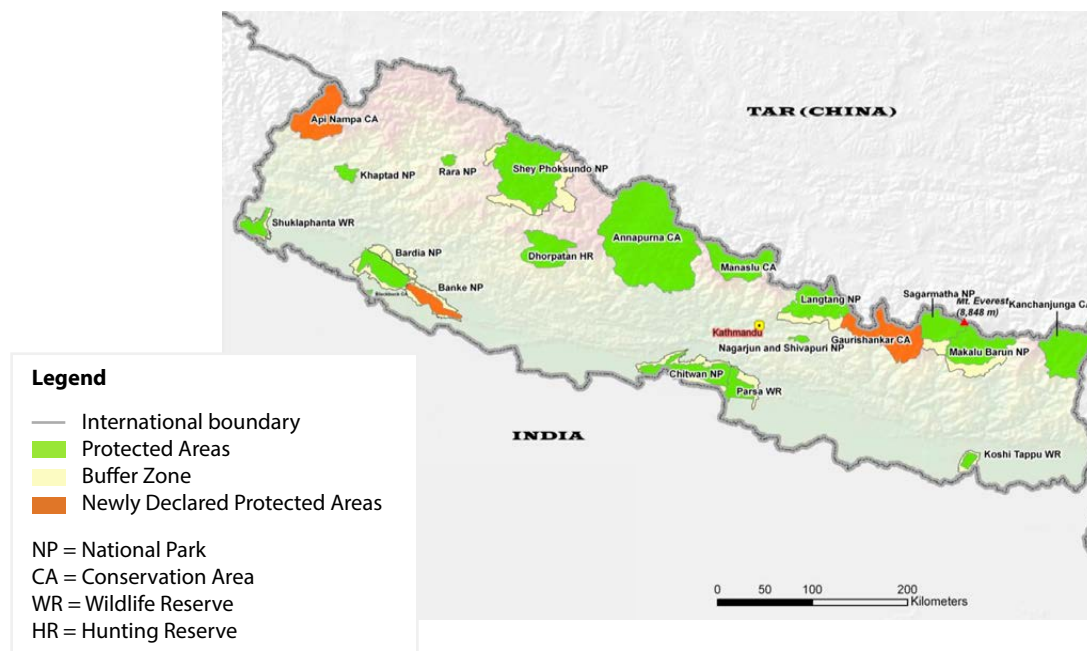 TAR (CHINA)
Api Nampa CA
Khaptad NP
Rara NP
Shey Phoksundo NP
Shuklaphanta WR
Bardia NP
Banke NP
Blackbuck CA
Dhorpatan HR
Annapurna CA
Manaslu CA
Langtang NP
Sagarmatha NP
Mt. Everest
(8,848 m)
Kanchanjunga CA
Kathmandu
Nagarjun and Shivapuri NP
Gaurishankar CA
Makalu Barun NP
Chitwan NP
Parsa WR
Koshi Tappu WR
INDIA
Legend
International boundary
Protected Areas
Buffer Zone
Newly Declared Protected Areas
NP = National Park
CA = Conservation Area
WR = Wildlife Reserve
HR = Hunting Reserve
0 50 100 200
Kilometers